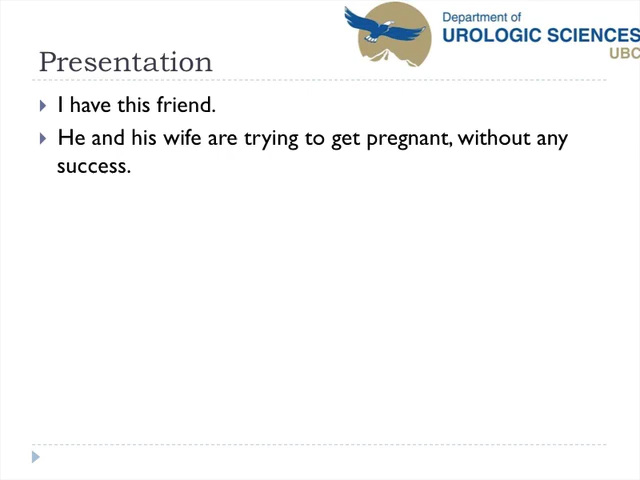 Department of
UROLOGIC SCIENCES
UBC
Presentation
I have this friend.
He and his wife are trying to get pregnant, without any
success.